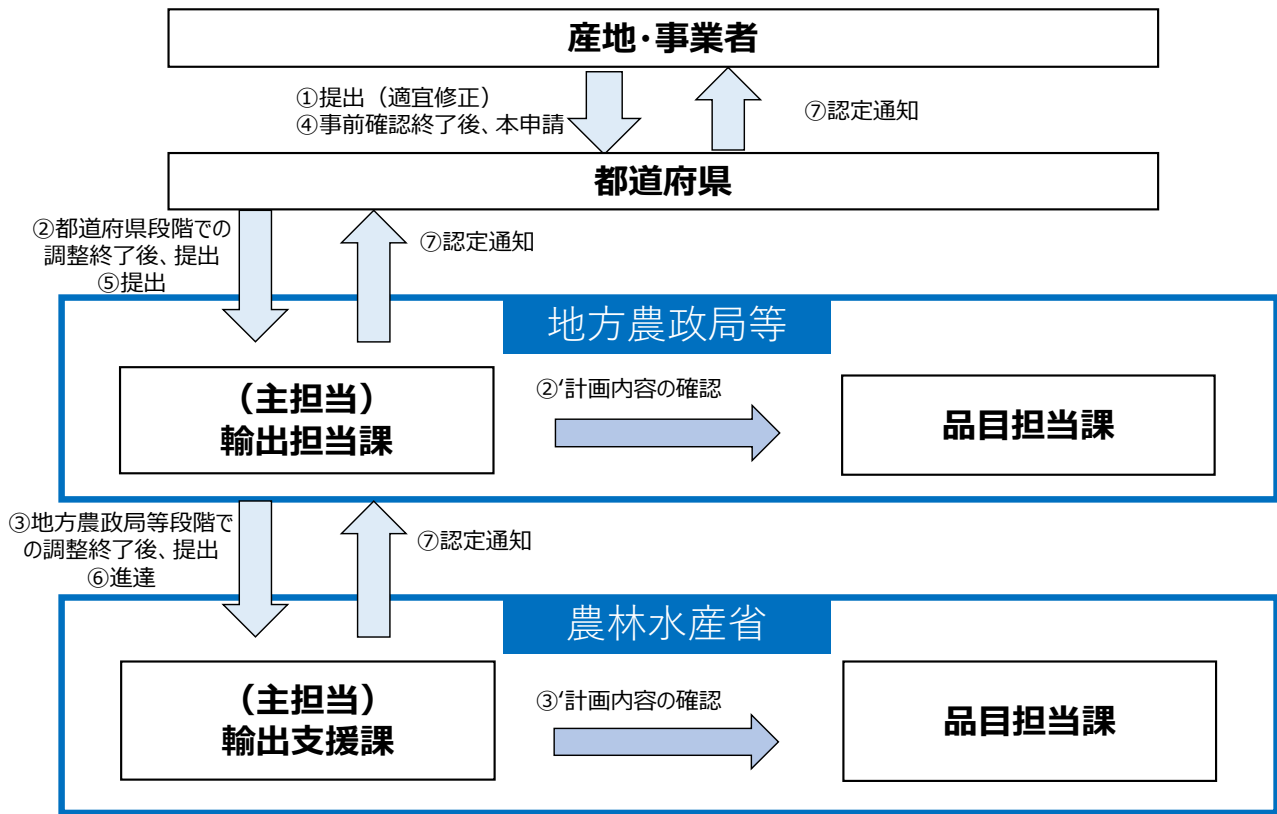 産地・事業者
①提出（適宜修正）
④事前確認終了後、本申請
⑦認定通知
都道府県
②都道府県段階での
調整終了後、提出
⑤提出
⑦認定通知
地方農政局等
（主担当）
輸出担当課
②‘計画内容の確認
品目担当課
③地方農政局等段階で
の調整終了後、提出
⑥進達
⑦認定通知
農林水産省
（主担当）
輸出支援課
③‘計画内容の確認
品目担当課